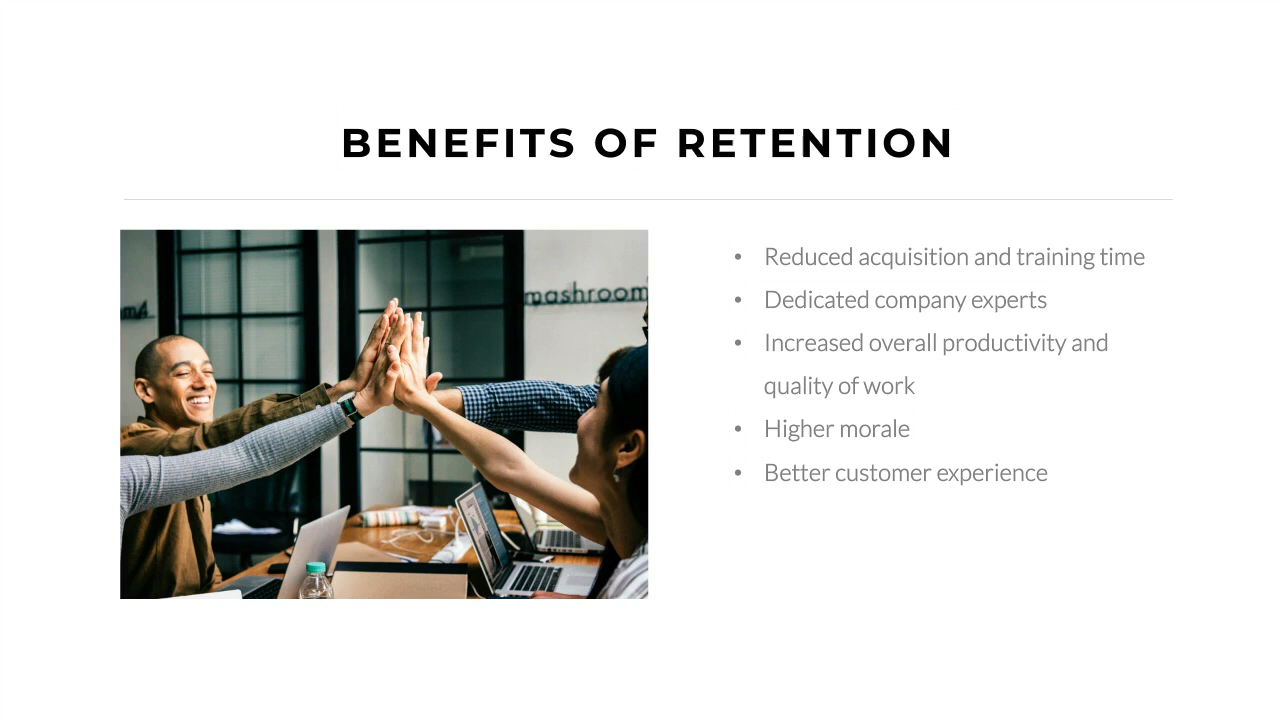 BENEFITS OF RETENTION
mashroom
• Reduced acquisition and training time
• Dedicated company experts
• Increased overall productivity and
quality of work
• Higher morale
• Better customer experience